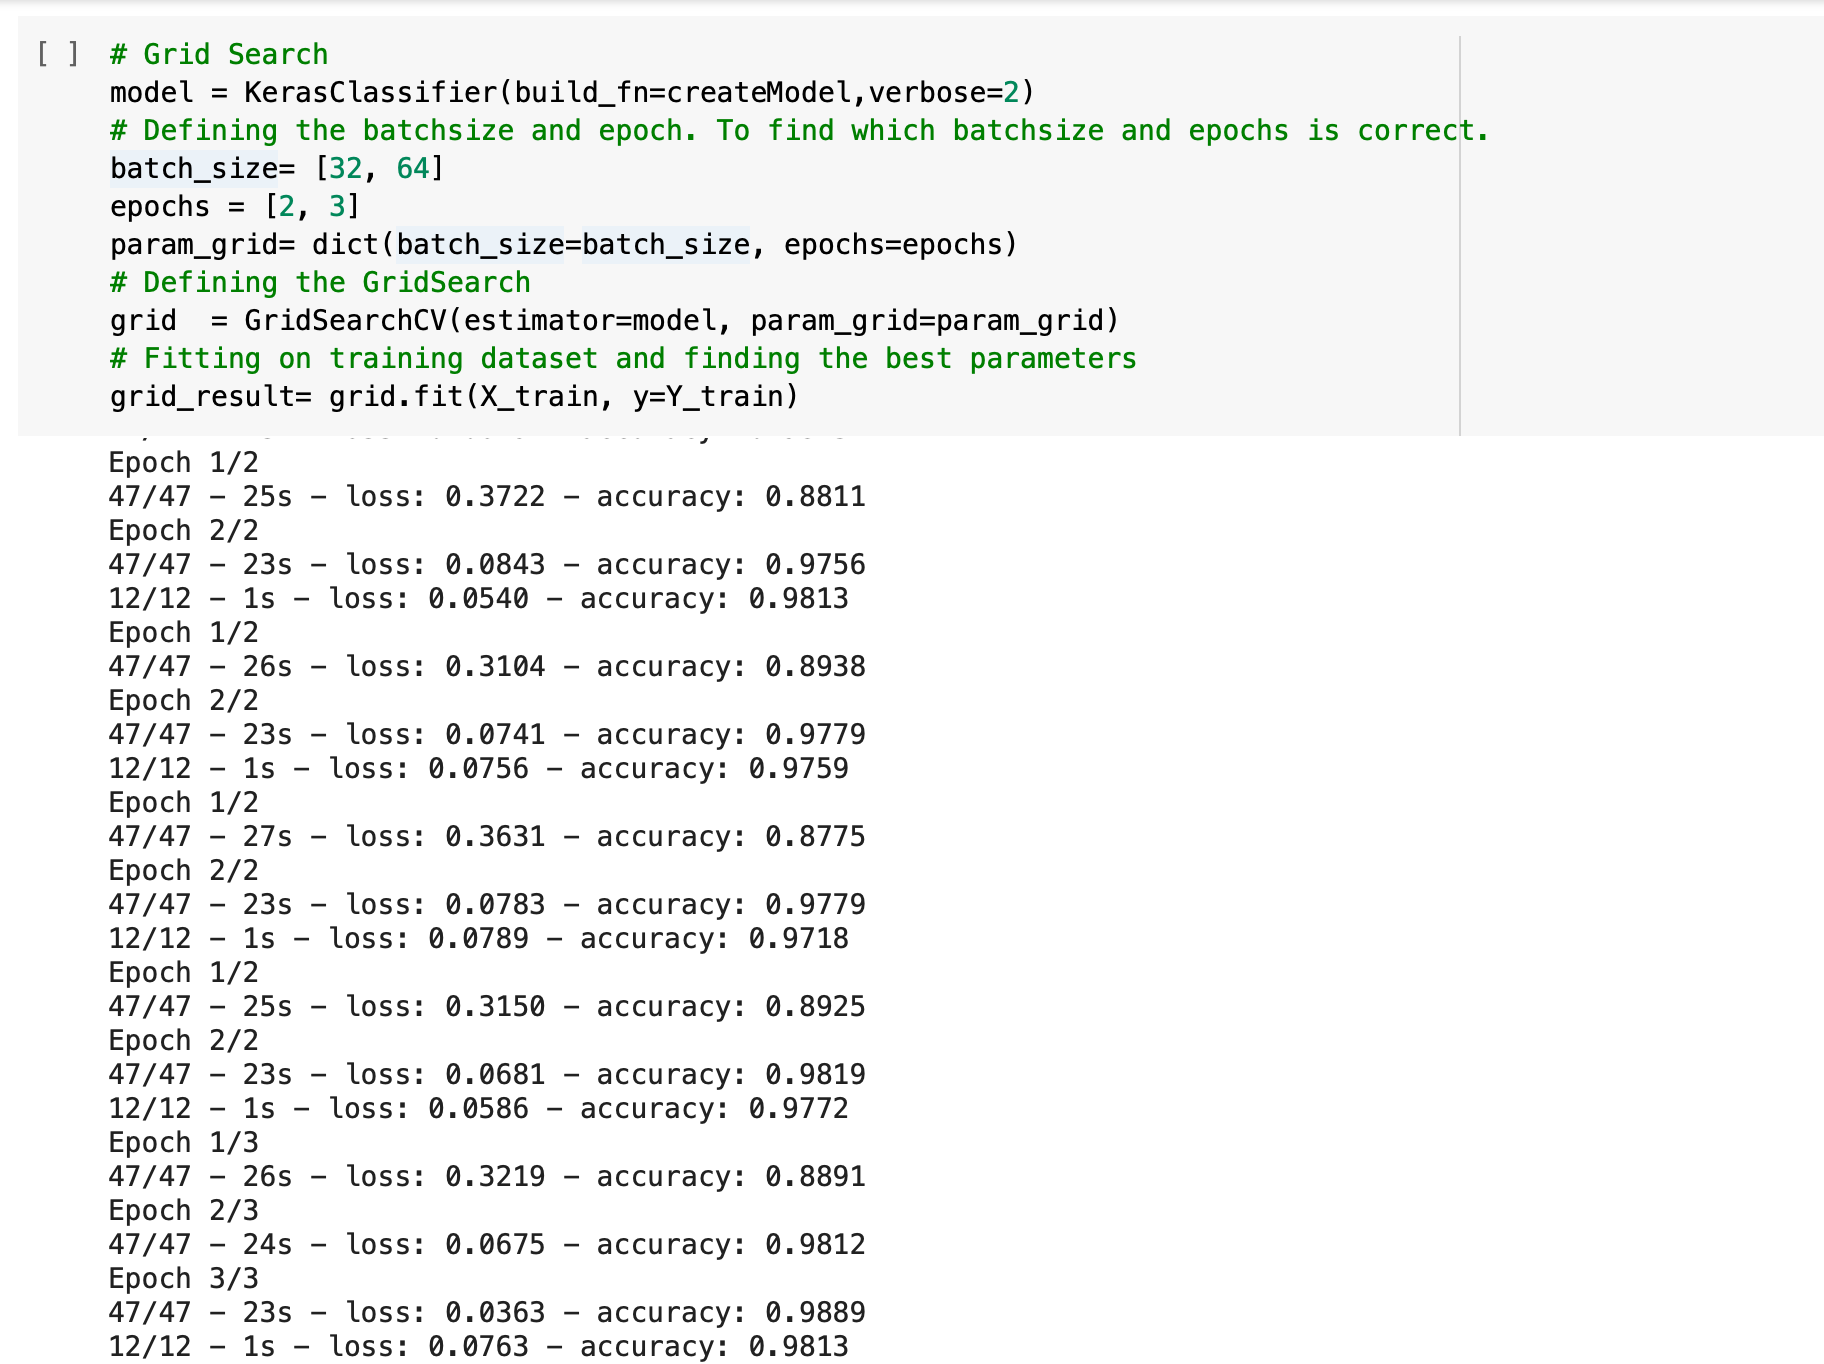 [ ] # Grid Search
model = KerasClassifier(build_fn=createModel,verbose=2)
# Defining the batchsize and epoch. To find which batchsize and epochs is correct.
batch_size= [32, 64]
epochs = [2, 3]
param_grid= dict(batch_size=batch_size, epochs=epochs)
# Defining the GridSearch
grid  = GridSearchCV(estimator=model, param_grid=param_grid)
# Fitting on training dataset and finding the best parameters
grid_result= grid.fit(X_train, y=Y_train)
Epoch 1/2
47/47 - 25s - loss: 0.3722 - accuracy: 0.8811
Epoch 2/2
47/47 - 23s - loss: 0.0843 - accuracy: 0.9756
12/12 - 1s - loss: 0.0540 - accuracy: 0.9813
Epoch 1/2
47/47 - 26s - loss: 0.3104 - accuracy: 0.8938
Epoch 2/2
47/47 - 23s - loss: 0.0741 - accuracy: 0.9779
12/12 - 1s - loss: 0.0756 - accuracy: 0.9759
Epoch 1/2
47/47 - 27s - loss: 0.3631 - accuracy: 0.8775
Epoch 2/2
47/47 - 23s - loss: 0.0783 - accuracy: 0.9779
12/12 - 1s - loss: 0.0789 - accuracy: 0.9718
Epoch 1/2
47/47 - 25s - loss: 0.3150 - accuracy: 0.8925
Epoch 2/2
47/47 - 23s - loss: 0.0681 - accuracy: 0.9819
12/12 - 1s - loss: 0.0586 - accuracy: 0.9772
Epoch 1/3
47/47 - 26s - loss: 0.3219 - accuracy: 0.8891
Epoch 2/3
47/47 - 24s - loss: 0.0675 - accuracy: 0.9812
Epoch 3/3
47/47 - 23s - loss: 0.0363 - accuracy: 0.9889
12/12 - 1s - loss: 0.0763 - accuracy: 0.9813